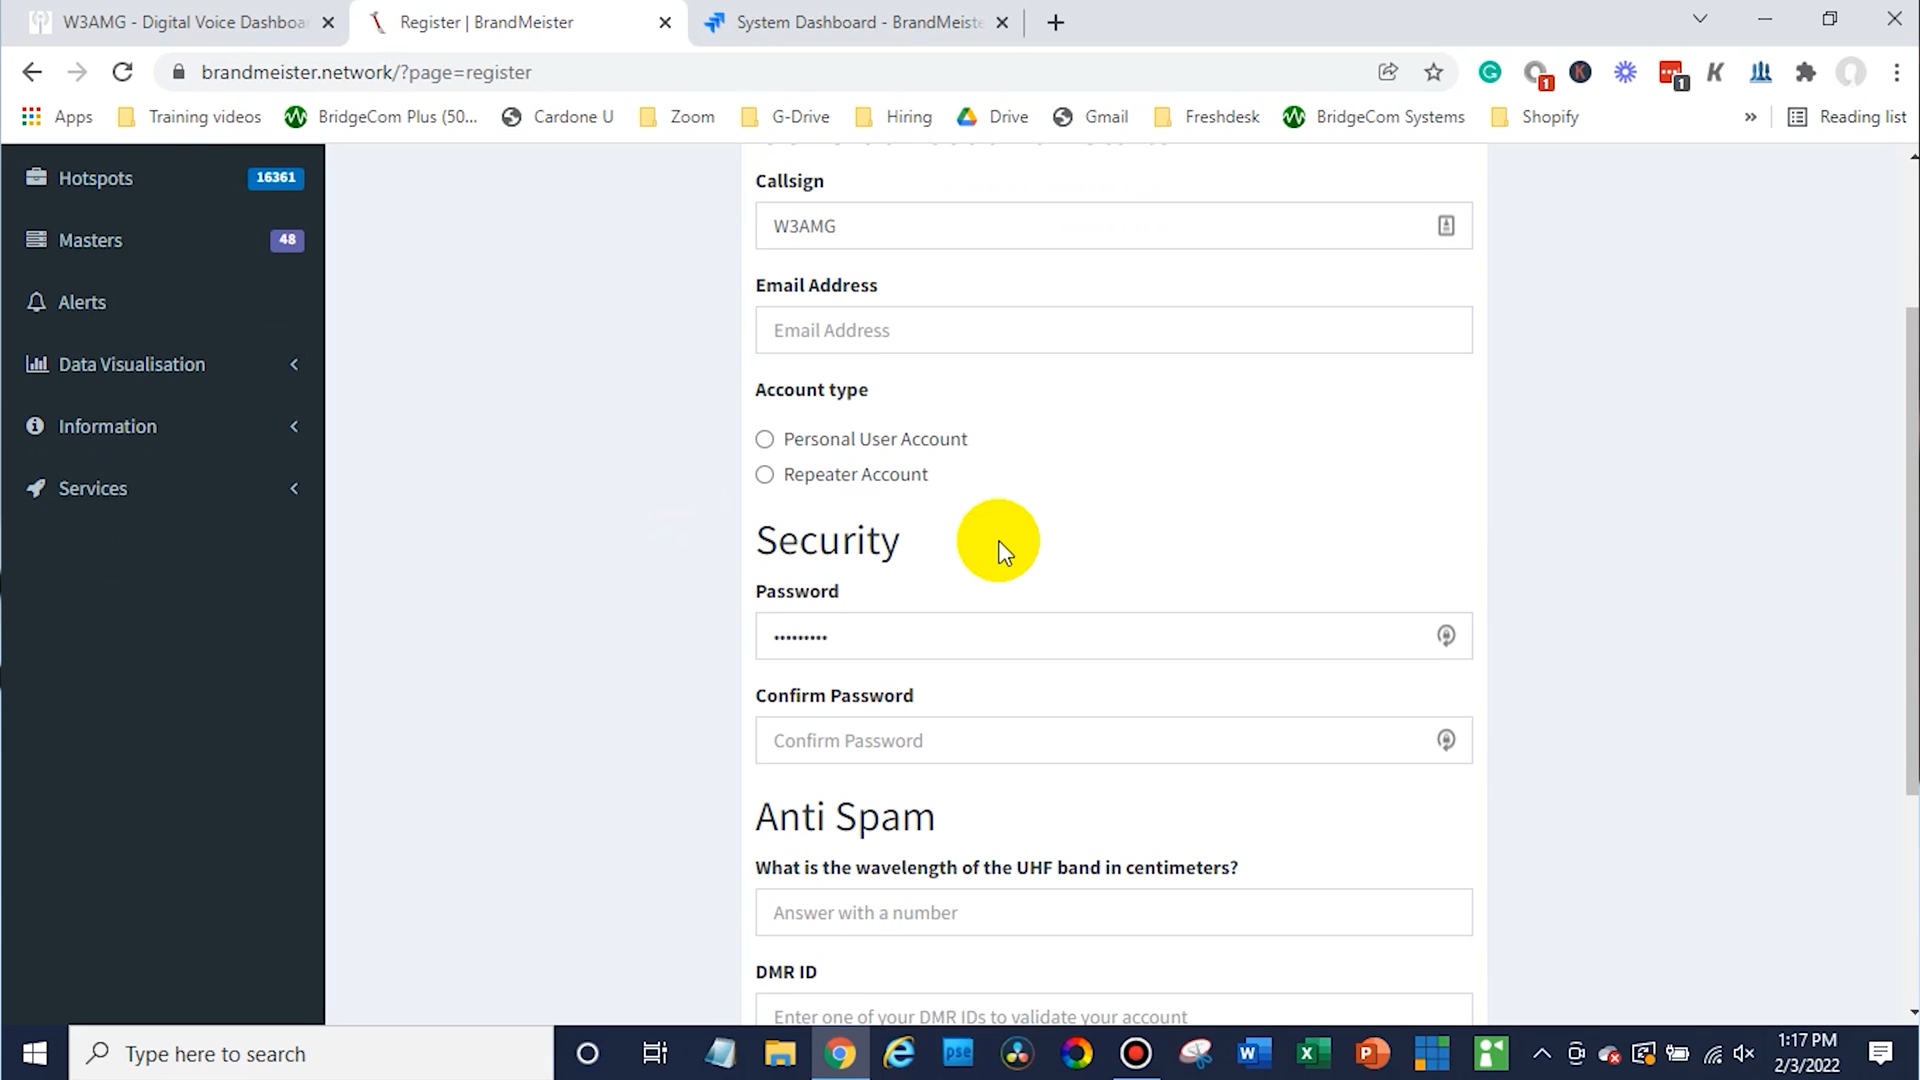 W3AMG - Digital Voice Dashboar
Register | BrandMeister
System Dashboard - BrandMeiste
brandmeister.network/?page=register
1
1
Apps
Training videos
BridgeCom Plus (50...
Cardone U
Zoom
G-Drive
Hiring
Drive
Gmail
Freshdesk
BridgeCom Systems
Shopify
»
Reading list
Hotspots
16361
Masters
48
Alerts
Data Visualisation
Information
Services
Callsign
W3AMG
Email Address
Email Address
Account type
Personal User Account
Repeater Account
Security
Password
•••••••••
Confirm Password
Confirm Password
Anti Spam
What is the wavelength of the UHF band in centimeters?
Answer with a number
DMR ID
Enter one of your DMR IDs to validate your account
Type here to search
pse
1:17 PM
2/3/2022